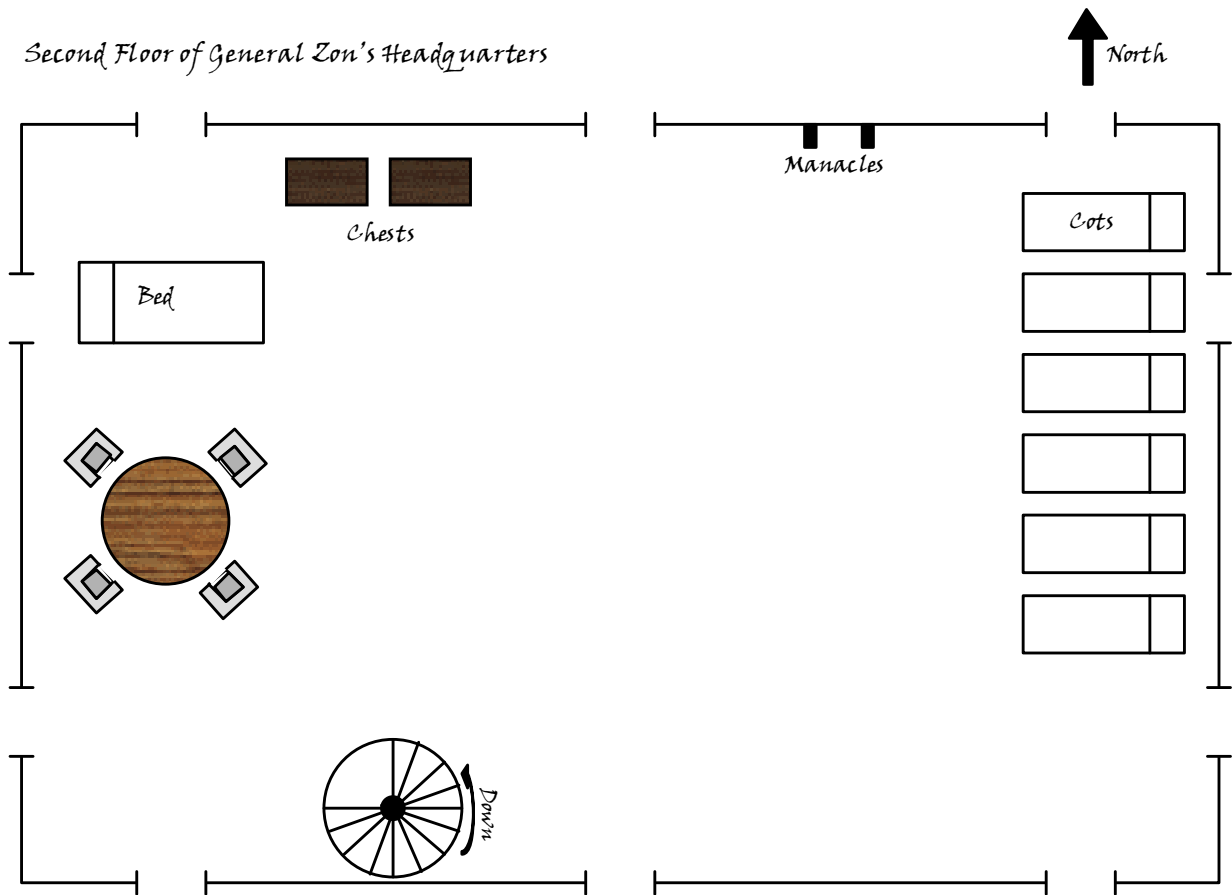 Second Floor of General Zon's Headquarters
North
Manacles
Chests
Cots
Bed
Down